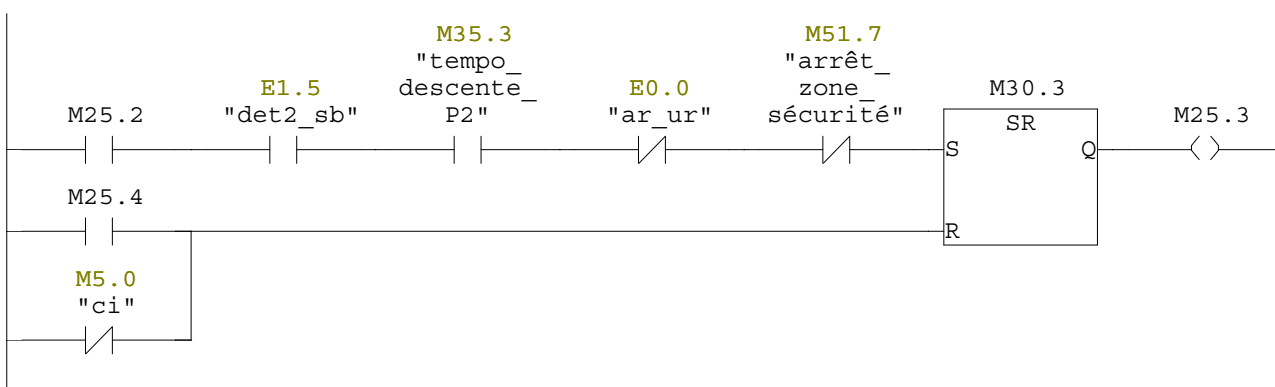 M35.3
M51.7
"tempo_
"arrêt_
E1.5
descente_
E0.0
zone_
M30.3
M25.2
"det2_sb"
P2"
"ar_ur"
sécurité"
SR
M25.3
S
Q
M25.4
R
M5.0
"ci"